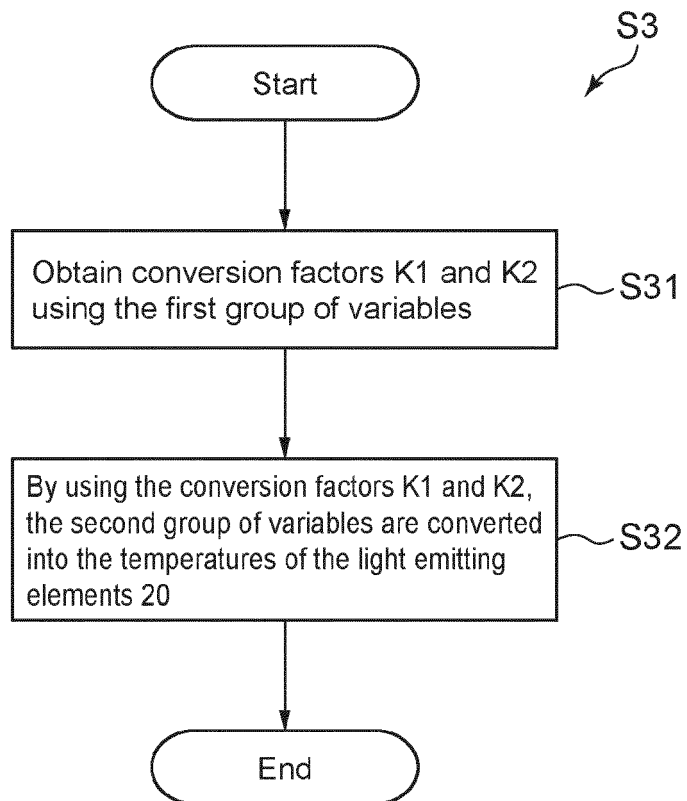 S3
Start
Obtain conversion factors K1 and K2
using the first group of variables
S31
By using the conversion factors K1 and K2,
the second group of variables are converted
into the temperatures of the light emitting
elements 20
S32
End